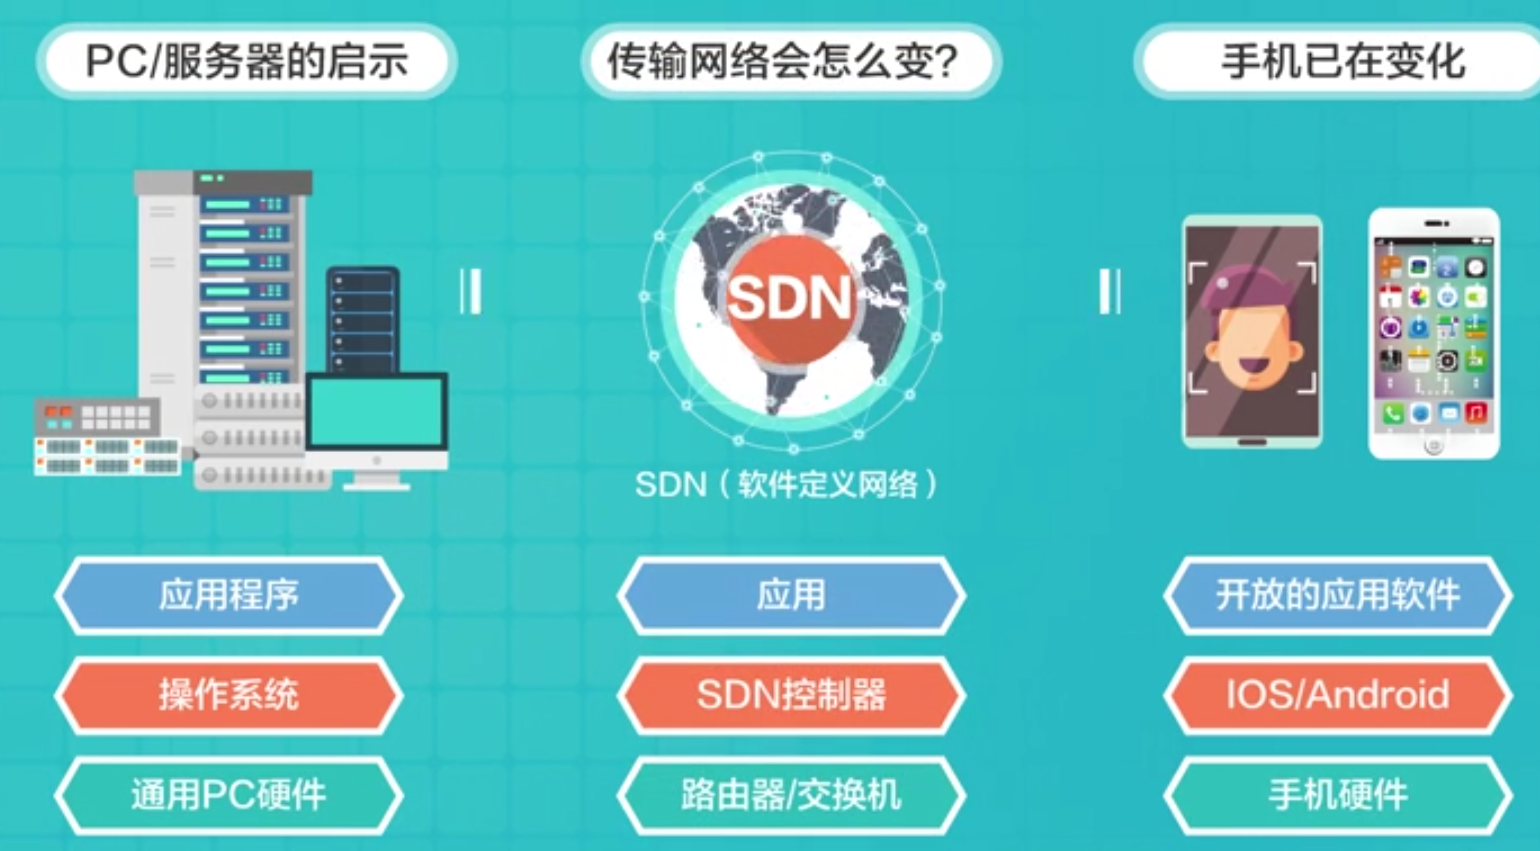 PC/服务器的启示
传输网络会怎么变?
手机已在变化
SDN
SDN（软件定义网络）
应用程序
应用
开放的应用软件
操作系统
SDN控制器
IOS/Android
通用PC硬件
路由器/交换机
手机硬件